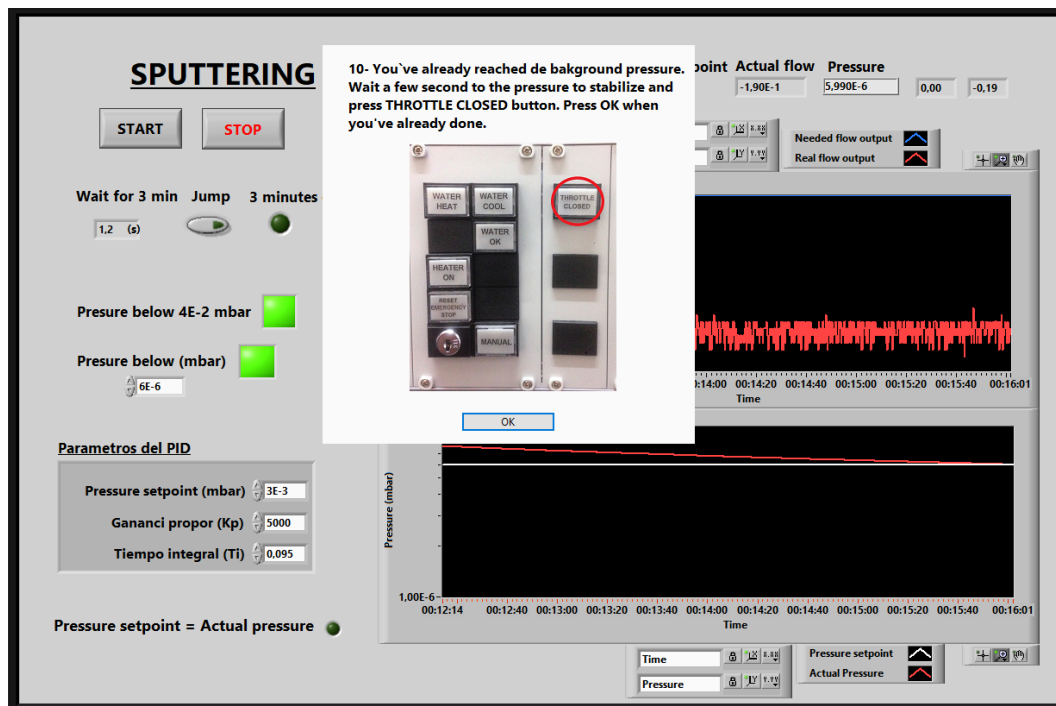 SPUTTERING
START
STOP
Wait for 3 min
Jump
3 minutes
1,2 (s)
Presure below 4E-2 mbar
Presure below (mbar)
6E-6
Parametros del PID
Pressure setpoint (mbar) 3E-3
Gananci propor (Kp) 5000
Tiempo integral (Ti) 0,095
Pressure setpoint = Actual pressure
10- You`ve already reached de bakground pressure.
Wait a few second to the pressure to stabilize and
press THROTTLE CLOSED button. Press OK when
you've already done.
WATER HEAT
WATER COOL
THROTTLE CLOSED
WATER OK
HEATER ON
RESET EMERGENCY STOP
MANUAL
OK
oint Actual flow Pressure
-1,90E-1 5,990E-6 0,00 -0,19
Needed flow output
Real flow output
:14:00 00:14:20 00:14:40 00:15:00 00:15:20 00:15:40 00:16:01
Time
Pressure (mbar)
1,00E-6
00:12:14 00:12:40 00:13:00 00:13:20 00:13:40 00:14:00 00:14:20 00:14:40 00:15:00 00:15:20 00:15:40 00:16:01
Time
Time
Pressure
Pressure setpoint
Actual Pressure